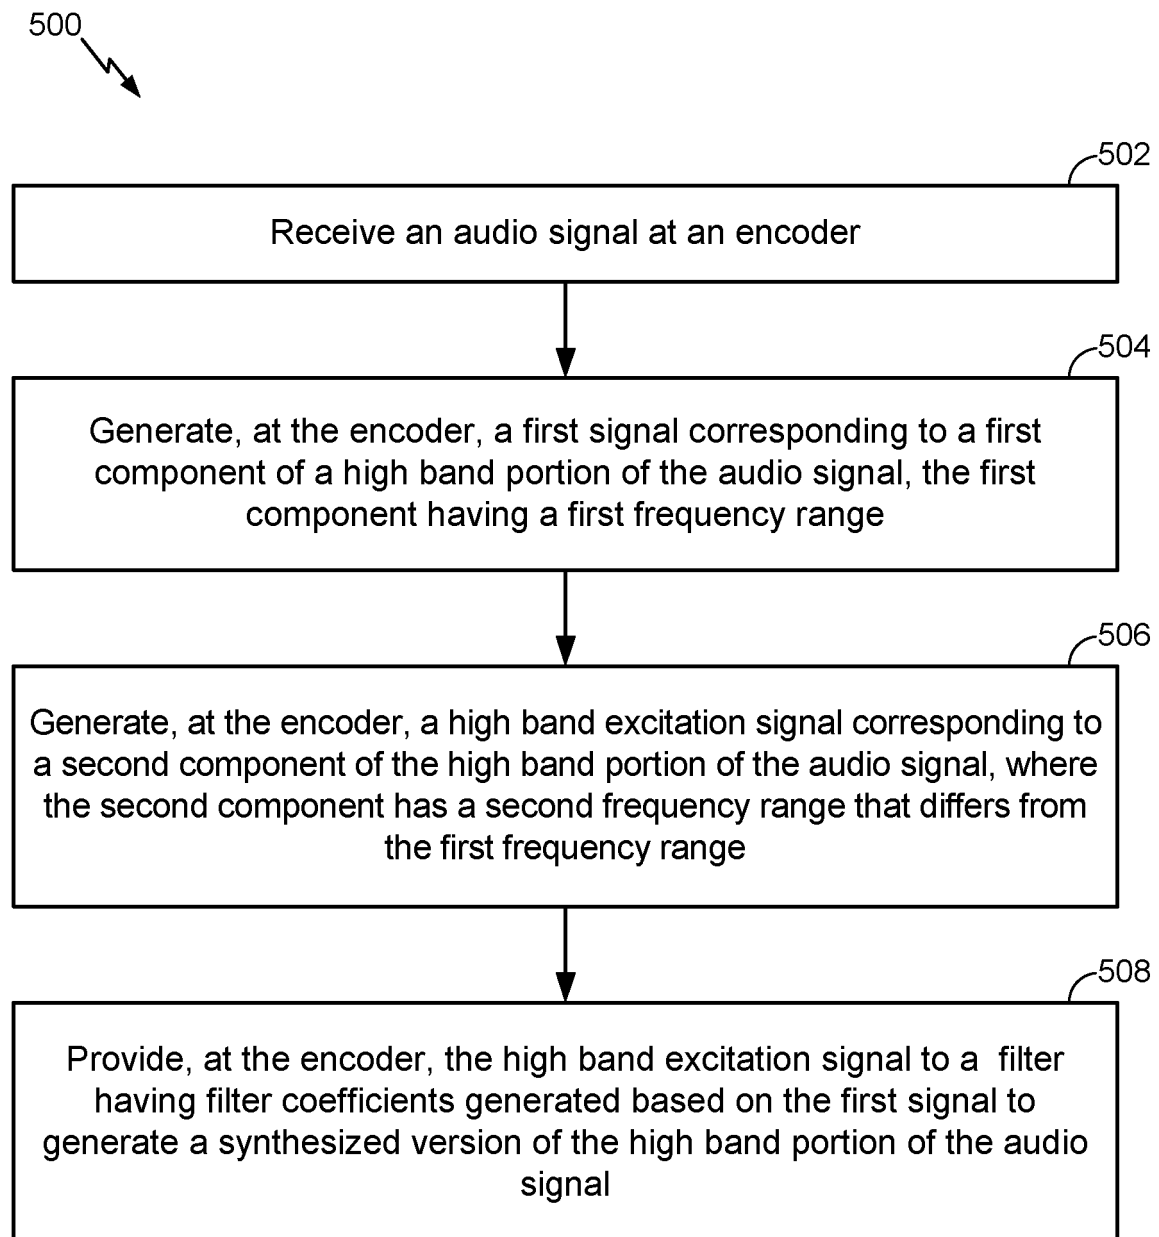 500
502
Receive an audio signal at an encoder
504
Generate, at the encoder, a first signal corresponding to a first
component of a high band portion of the audio signal, the first
component having a first frequency range
506
Generate, at the encoder, a high band excitation signal corresponding to
a second component of the high band portion of the audio signal, where
the second component has a second frequency range that differs from
the first frequency range
508
Provide, at the encoder, the high band excitation signal to a filter
having filter coefficients generated based on the first signal to
generate a synthesized version of the high band portion of the audio
signal